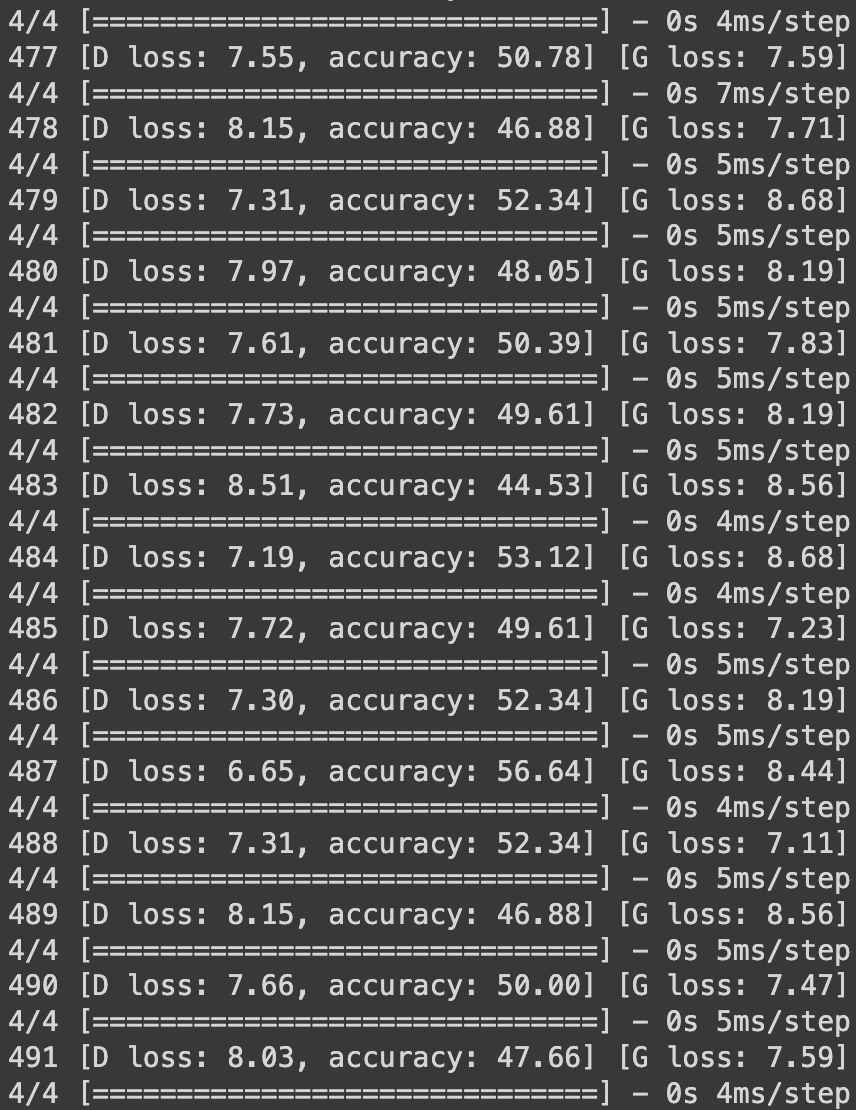 4/4 [==============================] - 0s 4ms/step
477 [D loss: 7.55, accuracy: 50.78] [G loss: 7.59]
4/4 [==============================] - 0s 7ms/step
478 [D loss: 8.15, accuracy: 46.88] [G loss: 7.71]
4/4 [==============================] - 0s 5ms/step
479 [D loss: 7.31, accuracy: 52.34] [G loss: 8.68]
4/4 [==============================] - 0s 5ms/step
480 [D loss: 7.97, accuracy: 48.05] [G loss: 8.19]
4/4 [==============================] - 0s 5ms/step
481 [D loss: 7.61, accuracy: 50.39] [G loss: 7.83]
4/4 [==============================] - 0s 5ms/step
482 [D loss: 7.73, accuracy: 49.61] [G loss: 8.19]
4/4 [==============================] - 0s 5ms/step
483 [D loss: 8.51, accuracy: 44.53] [G loss: 8.56]
4/4 [==============================] - 0s 4ms/step
484 [D loss: 7.19, accuracy: 53.12] [G loss: 8.68]
4/4 [==============================] - 0s 4ms/step
485 [D loss: 7.72, accuracy: 49.61] [G loss: 7.23]
4/4 [==============================] - 0s 5ms/step
486 [D loss: 7.30, accuracy: 52.34] [G loss: 8.19]
4/4 [==============================] - 0s 5ms/step
487 [D loss: 6.65, accuracy: 56.64] [G loss: 8.44]
4/4 [==============================] - 0s 4ms/step
488 [D loss: 7.31, accuracy: 52.34] [G loss: 7.11]
4/4 [==============================] - 0s 5ms/step
489 [D loss: 8.15, accuracy: 46.88] [G loss: 8.56]
4/4 [==============================] - 0s 5ms/step
490 [D loss: 7.66, accuracy: 50.00] [G loss: 7.47]
4/4 [==============================] - 0s 5ms/step
491 [D loss: 8.03, accuracy: 47.66] [G loss: 7.59]
4/4 [==============================] - 0s 4ms/step